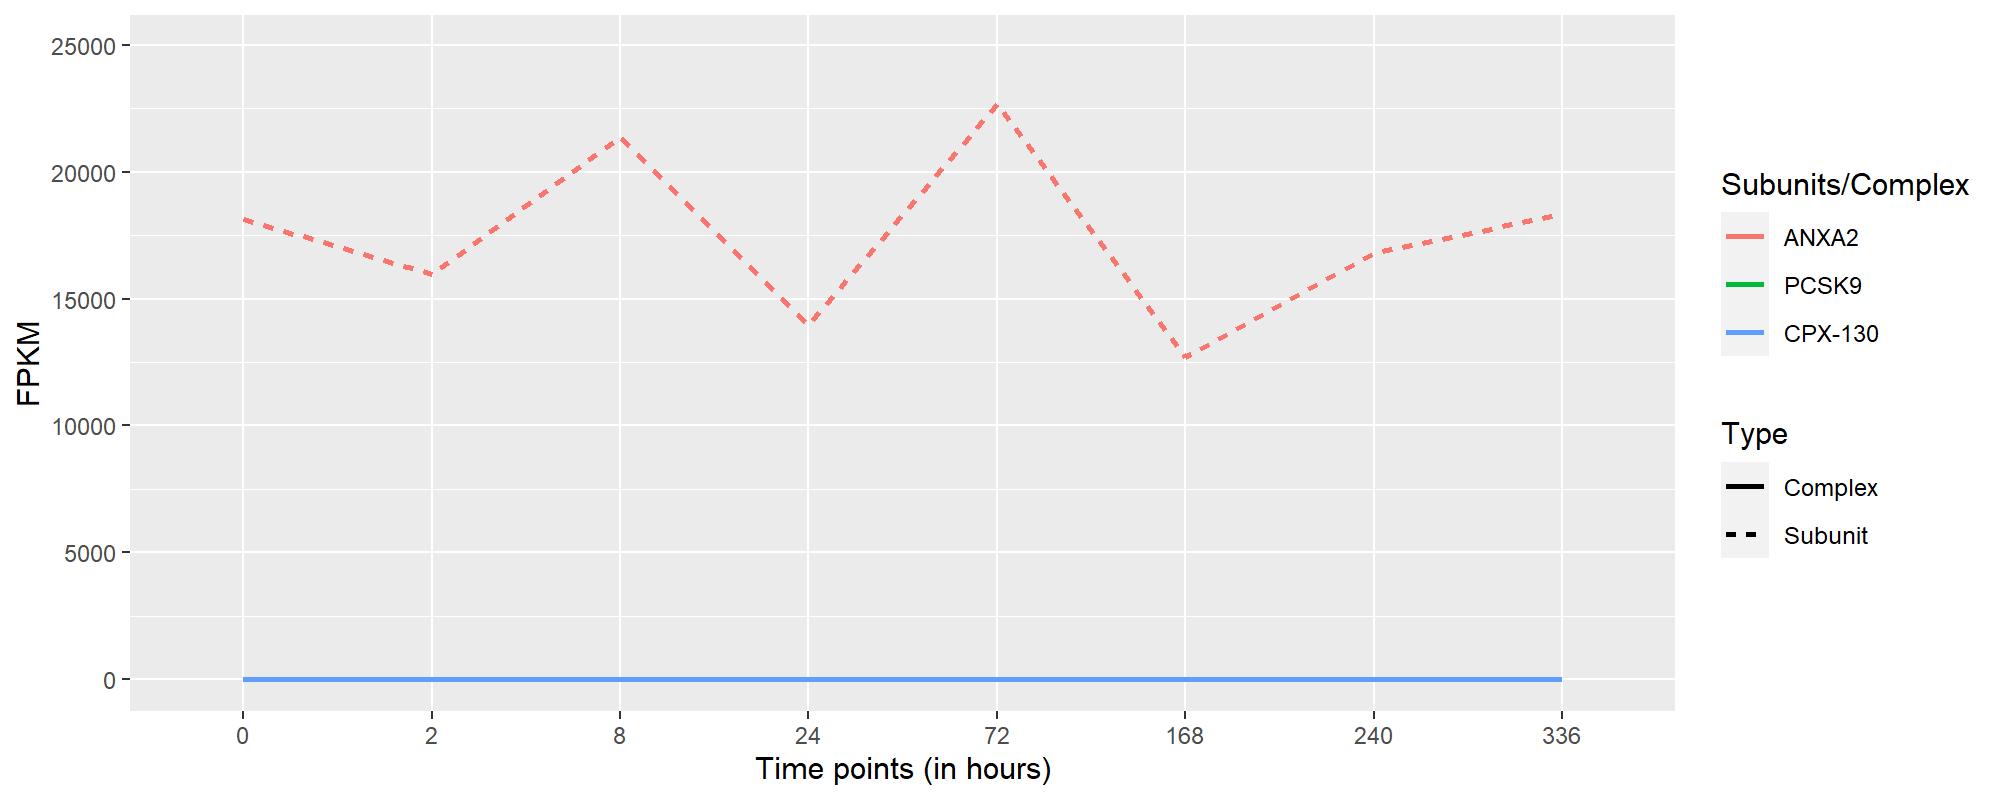 FPKM
25000
20000
15000
10000
5000
0
0 2 8 24 72 168 240 336
Time points (in hours)
Subunits/Complex
ANXA2
PCSK9
CPX-130
Type
Complex
Subunit